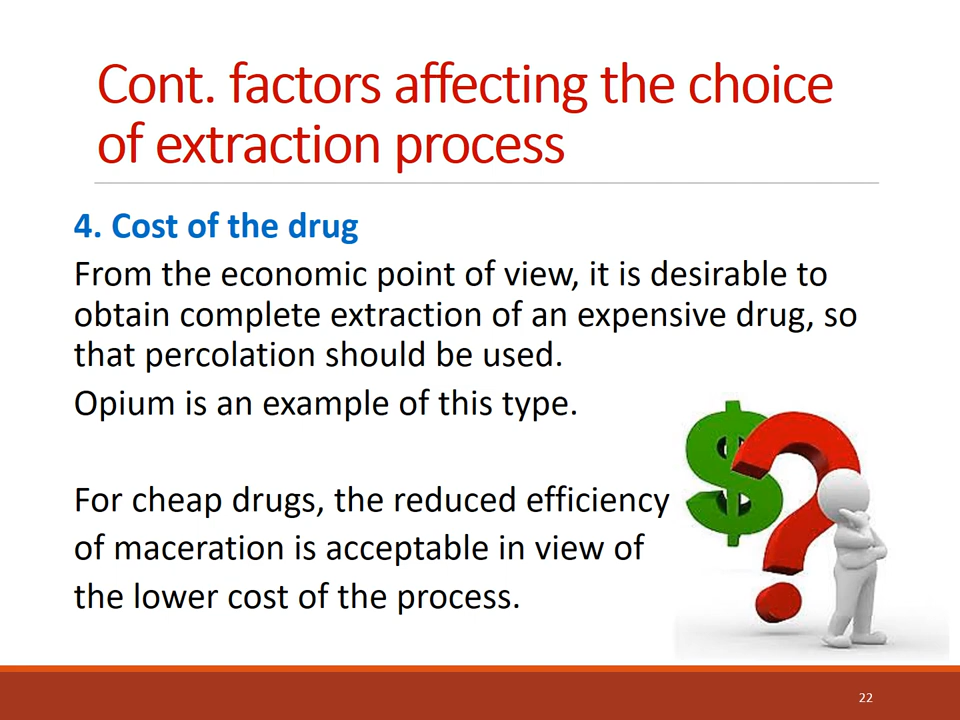 Cont. factors affecting the choice
of extraction process
4. Cost of the drug
From the economic point of view, it is desirable to
obtain complete extraction of an expensive drug, so
that percolation should be used.
Opium is an example of this type.
For cheap drugs, the reduced efficiency
of maceration is acceptable in view of
the lower cost of the process.
$?
22